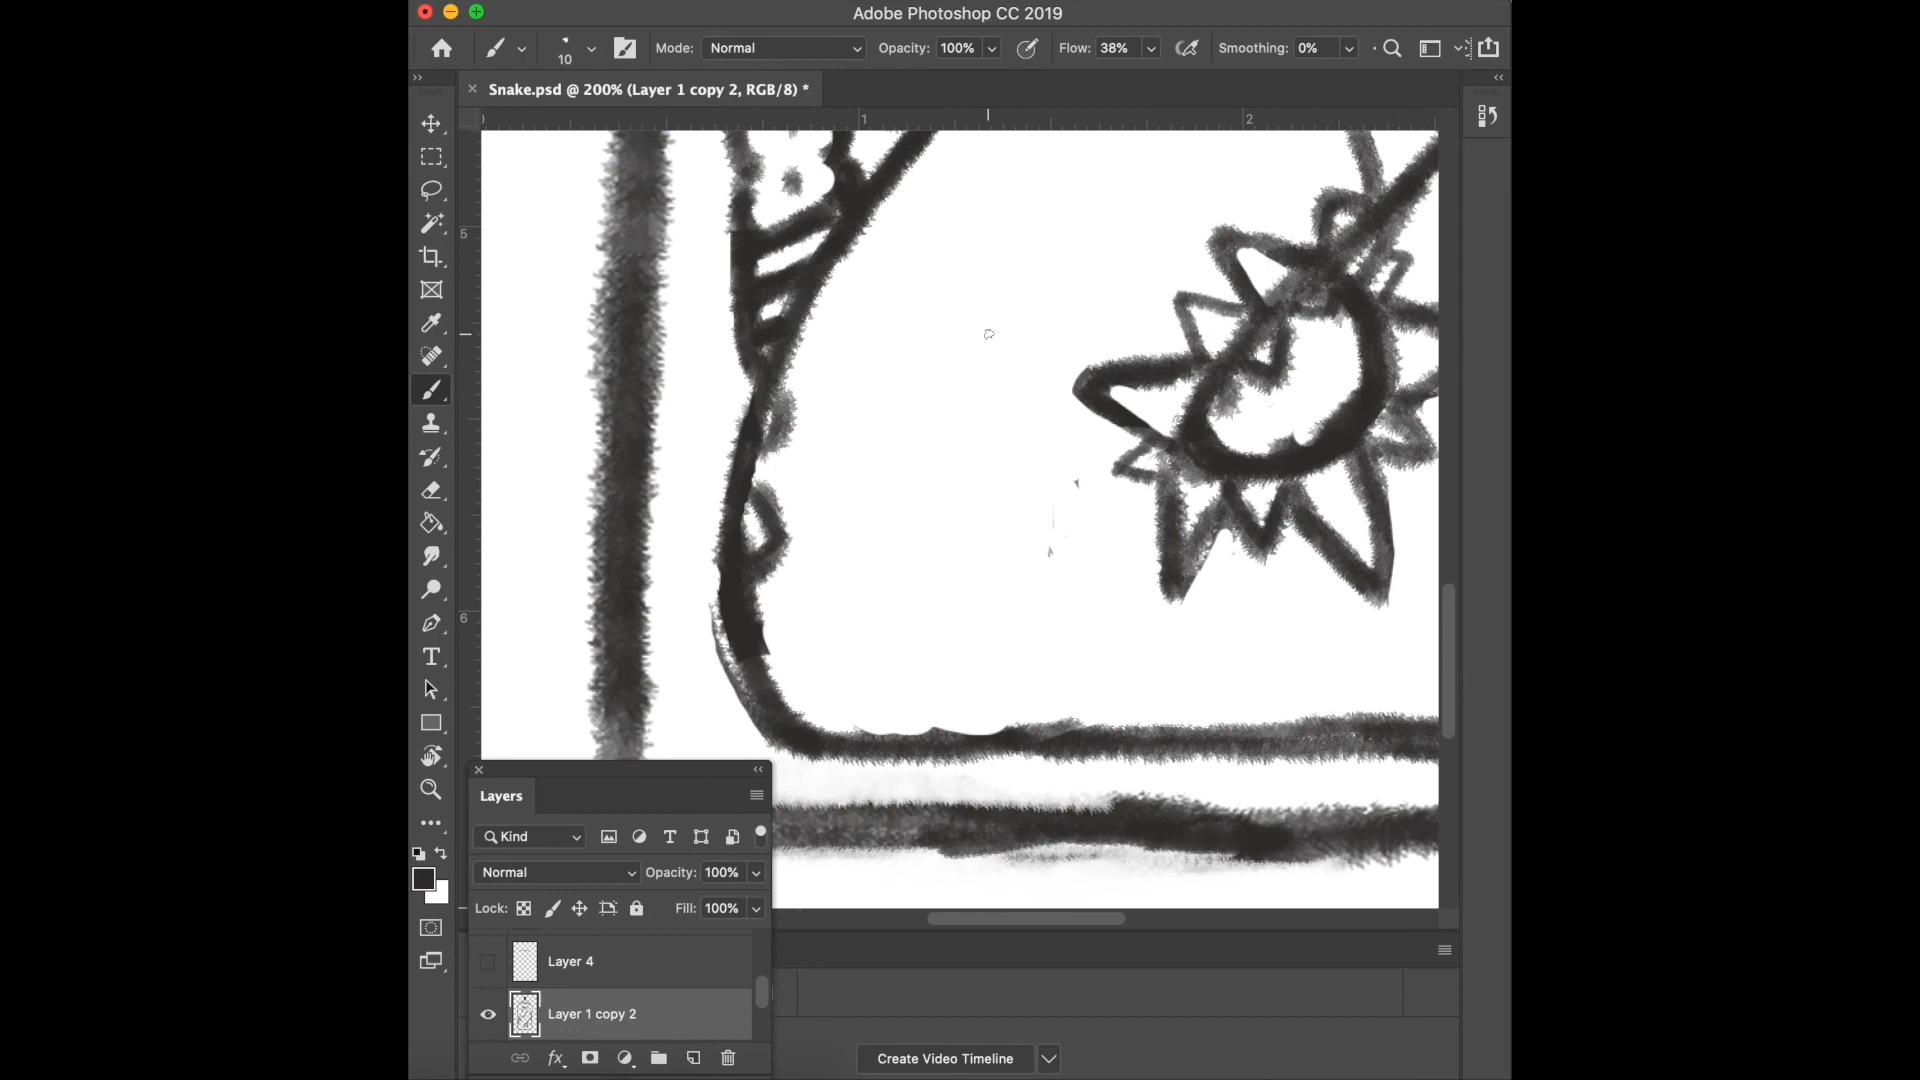 Adobe Photoshop CC 2019
10
Mode: Normal Opacity: 100% Flow: 38% Smoothing: 0%
Snake.psd @ 200% (Layer 1 copy 2, RGB/8) *
0 1 2
5
6
Layers
Kind
Normal Opacity: 100%
Lock: Fill: 100%
Layer 4
Layer 1 copy 2
fx
Create Video Timeline